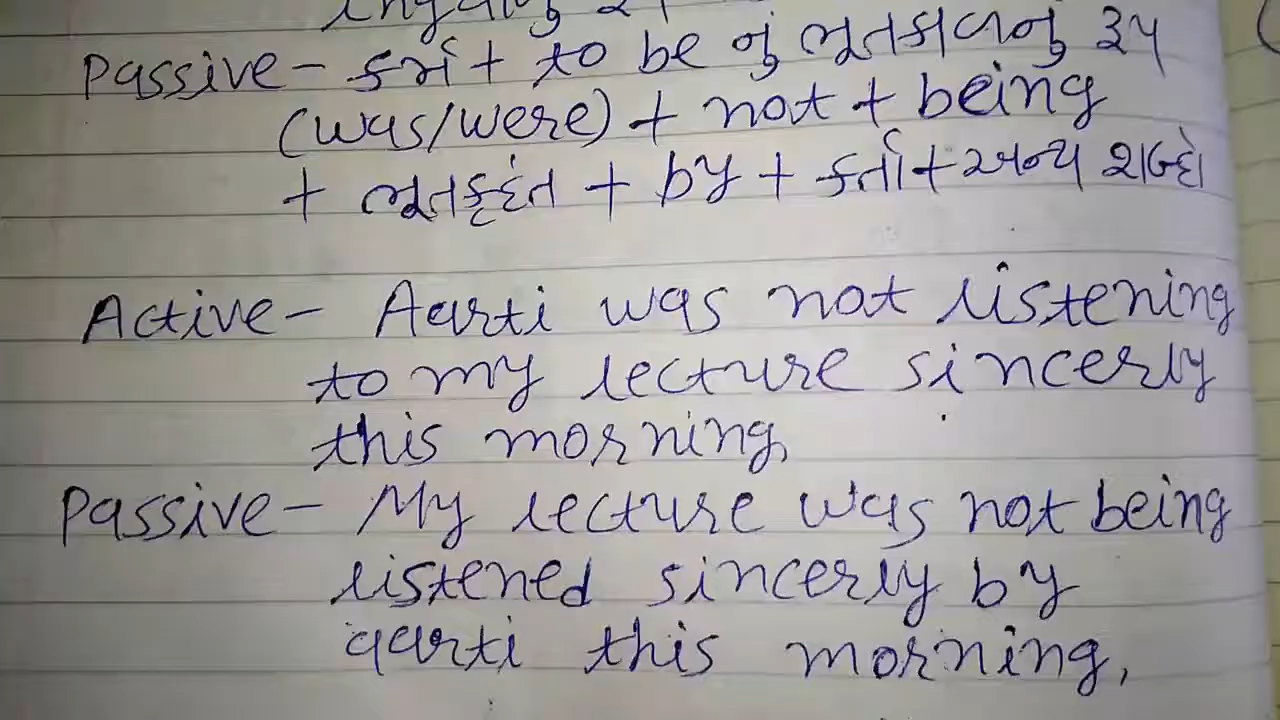 Passive - કર્મ + to be નું ભૂતકાળનું રૂપ
(was/were) + not + being
+ ભૂતકૃદંત + by + કર્તા + અન્ય શબ્દો
Active - Aarti was not listening
to my lecture sincerly
this morning.
Passive - My lecture was not being
listened sincerly by
aarti this morning.